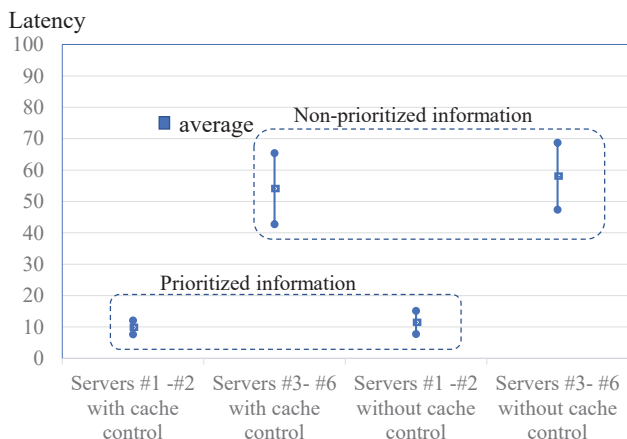 Latency
100
90
80
70
60
50
40
30
20
10
0
average
Non-prioritized information
Prioritized information
Servers #1 -#2
with cache
control
Servers #3- #6
with cache
control
Servers #1 -#2
without cache
control
Servers #3- #6
without cache
control